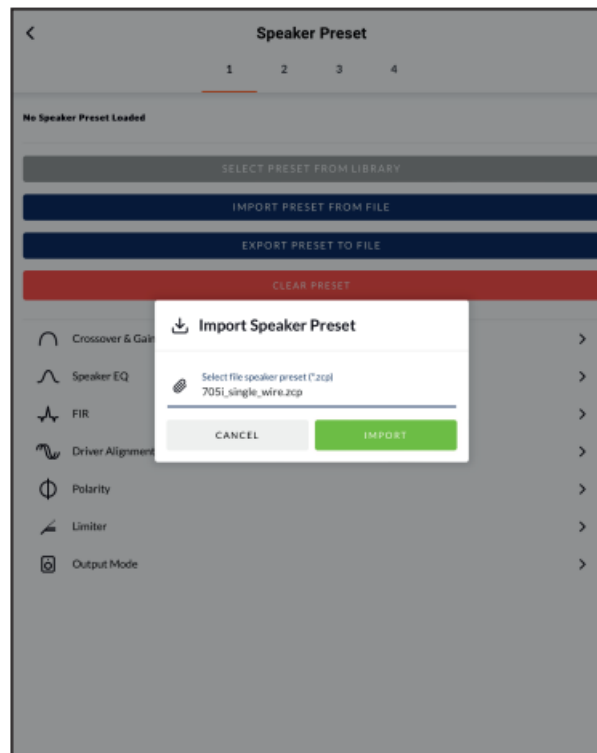 Speaker Preset
1 2 3 4
No Speaker Preset Loaded
SELECT PRESET FROM LIBRARY
IMPORT PRESET FROM FILE
EXPORT PRESET TO FILE
CLEAR PRESET
Import Speaker Preset
Select file speaker preset (*.zcp)
705i_single_wire.zcp
CANCEL IMPORT
Crossover & Gain
Speaker EQ
FIR
Driver Alignment
Polarity
Limiter
Output Mode